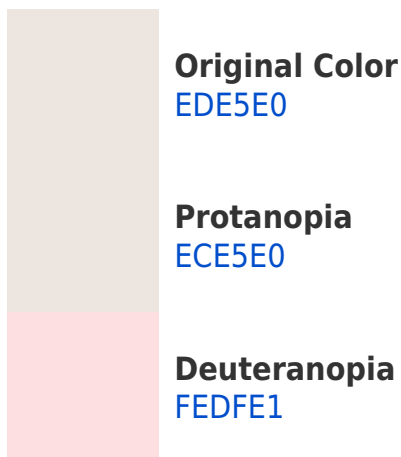 Original Color
EDE5E0
Protanopia
ECE5E0
Deuteranopia
FEDFE1